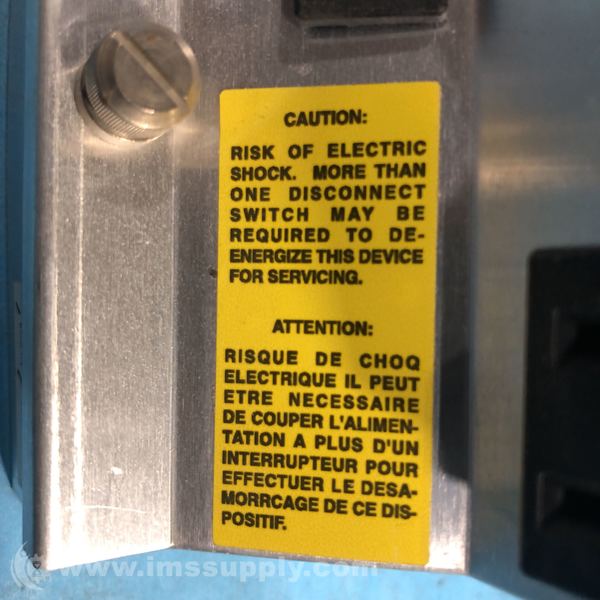 CAUTION:
RISK OF ELECTRIC
SHOCK. MORE THAN
ONE DISCONNECT
SWITCH MAY BE
REQUIRED TO DE-
ENERGIZE THIS DEVICE
FOR SERVICING.
ATTENTION:
RISQUE DE CHOQ
ELECTRIQUE IL PEUT
ETRE NECESSAIRE
DE COUPER L'ALIMEN-
TATION A PLUS D'UN
INTERRUPTEUR POUR
EFFECTUER LE DESA-
MORRCAGE DE CE DIS-
POSITIF.
www.imssupply.com